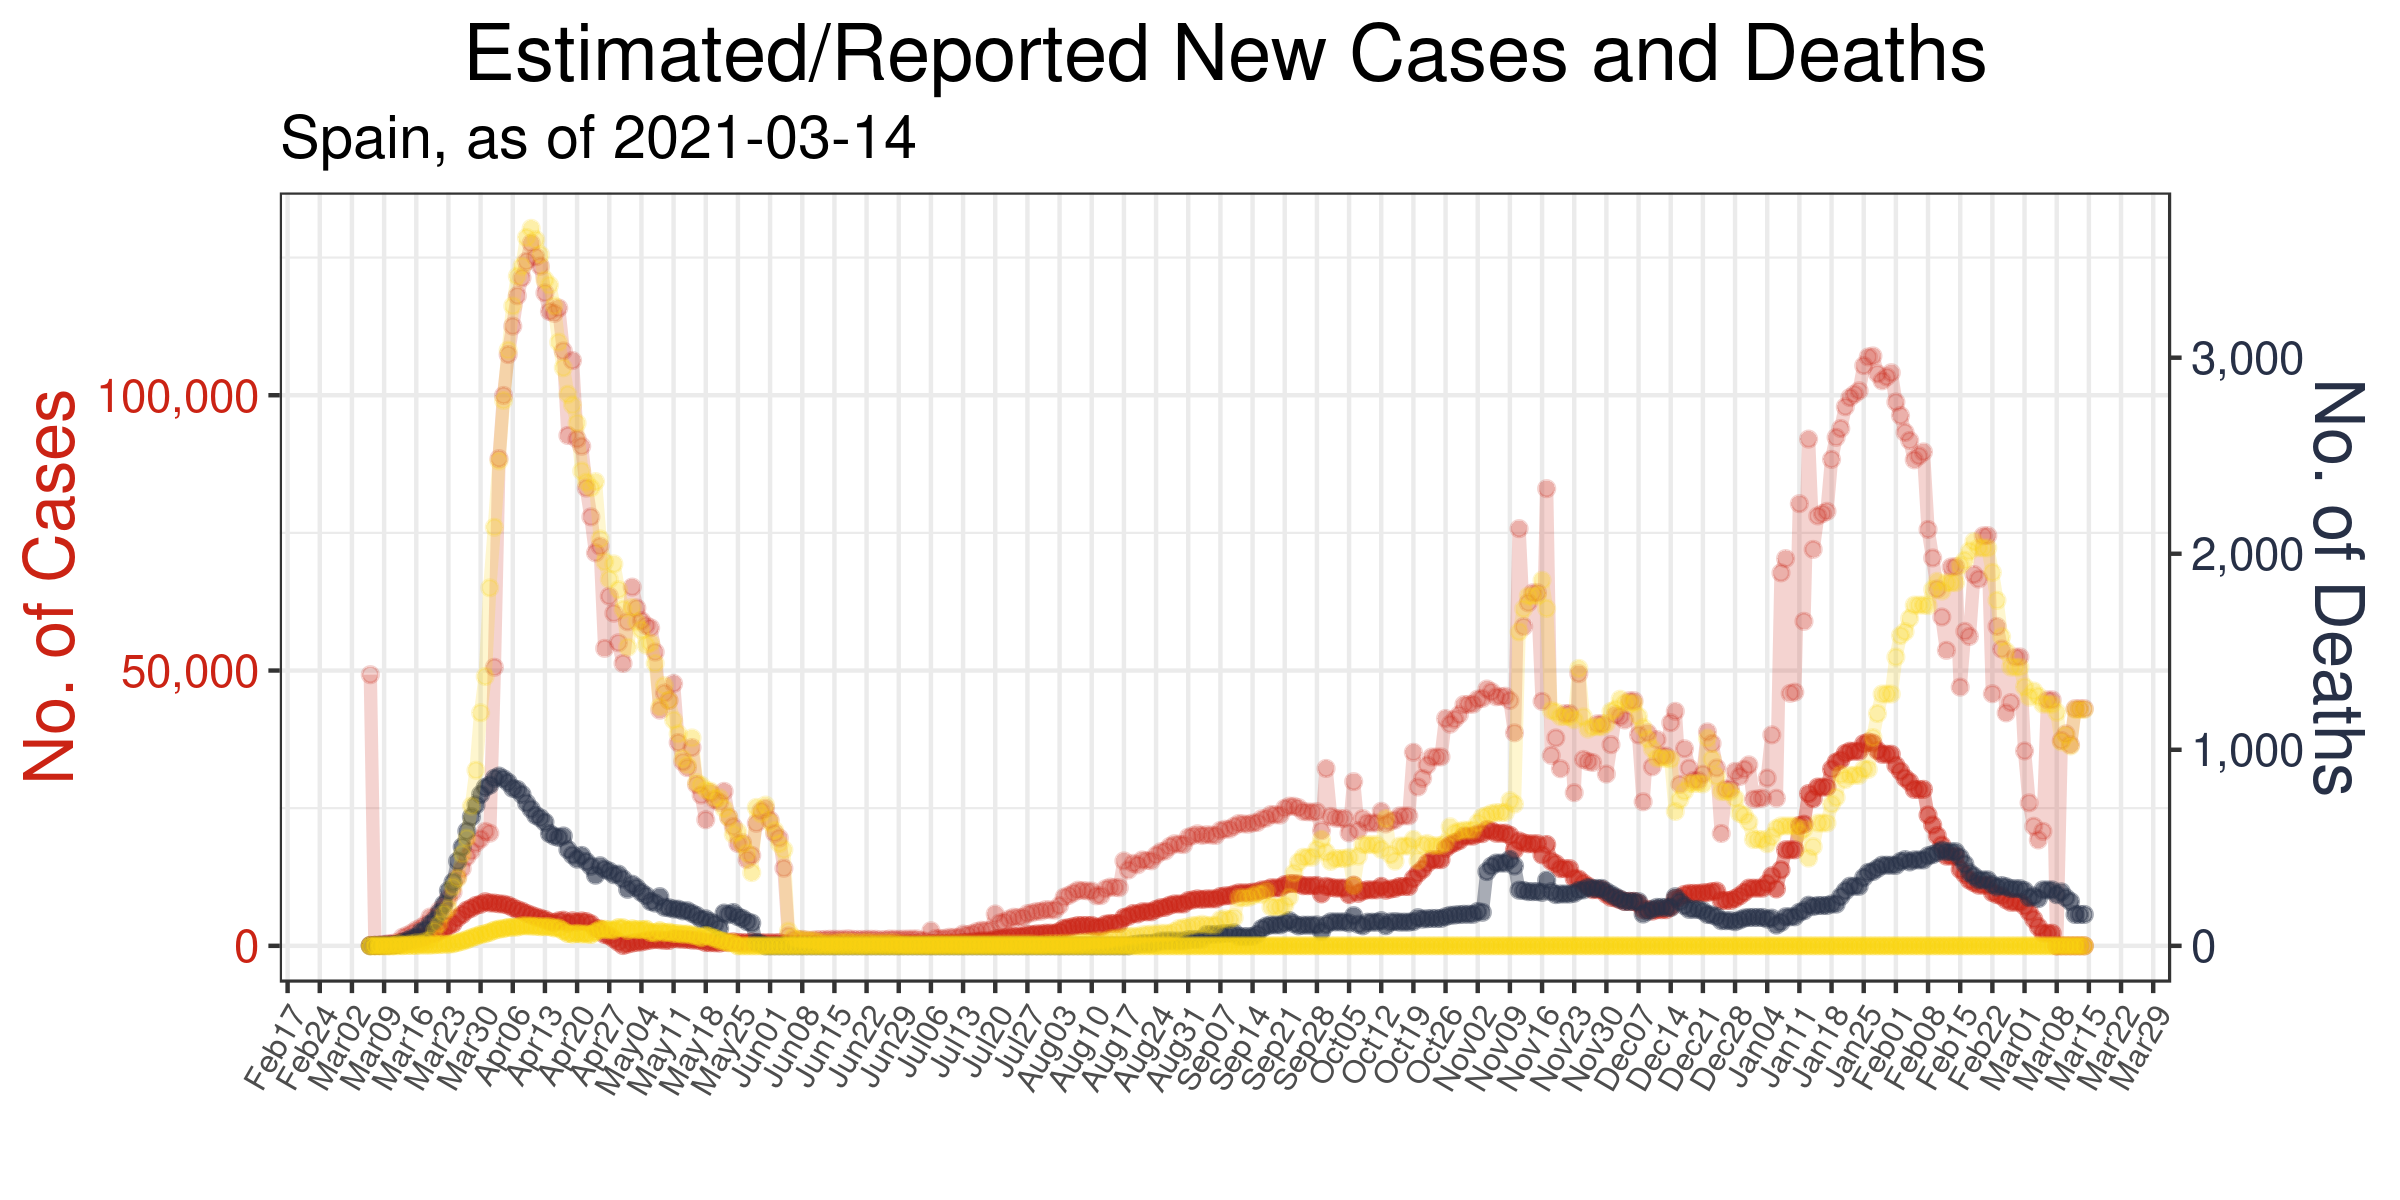 Estimated/Reported New Cases and Deaths
Spain, as of 2021-03-14
No. of Cases
100,000
50,000
0
3,000
2,000
1,000
0
No. of Deaths
Feb17
Feb24
Mar02
Mar09
Mar16
Mar23
Mar30
Apr06
Apr13
Apr20
Apr27
May04
May11
May18
May25
Jun01
Jun08
Jun15
Jun22
Jun29
Jul06
Jul13
Jul20
Jul27
Aug03
Aug10
Aug17
Aug24
Aug31
Sep07
Sep14
Sep21
Sep28
Oct05
Oct12
Oct19
Oct26
Nov02
Nov09
Nov16
Nov23
Nov30
Dec07
Dec14
Dec21
Dec28
Jan04
Jan11
Jan18
Jan25
Feb01
Feb08
Feb15
Feb22
Mar01
Mar08
Mar15
Mar22
Mar29